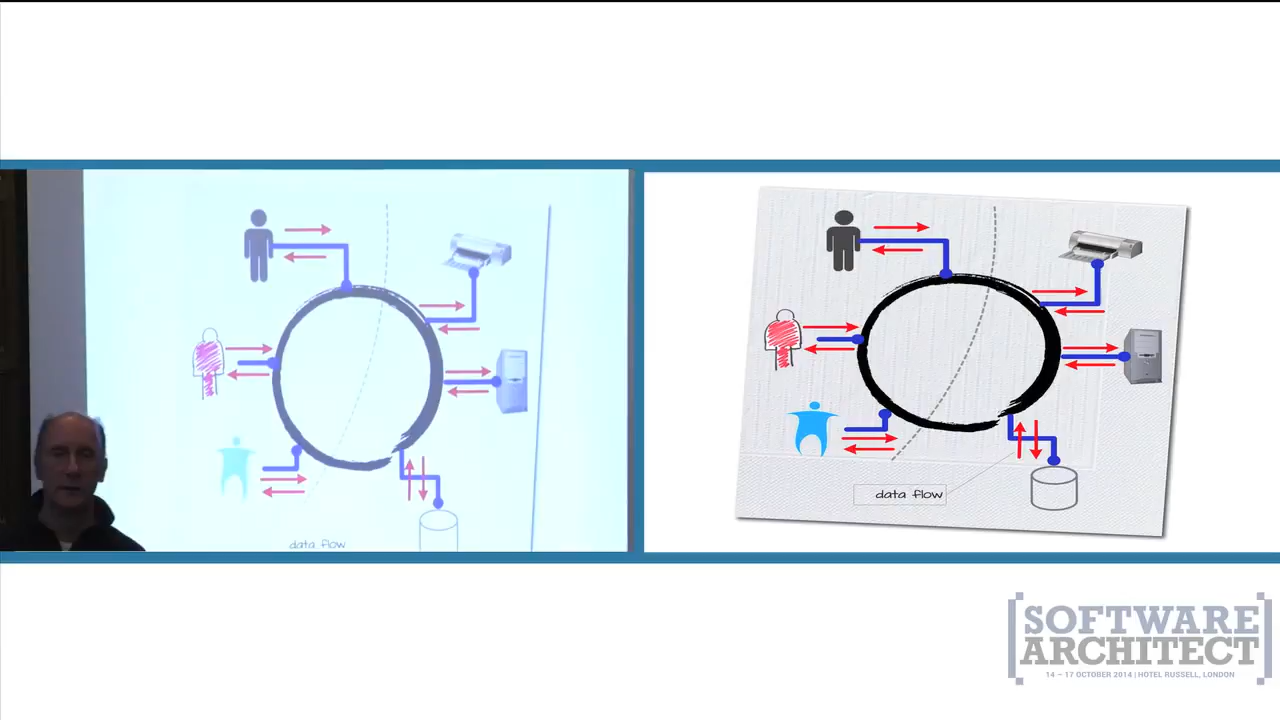 data flow
data flow
[SOFTWARE
ARCHITECT]
14 – 17 OCTOBER 2014 | HOTEL RUSSELL, LONDON